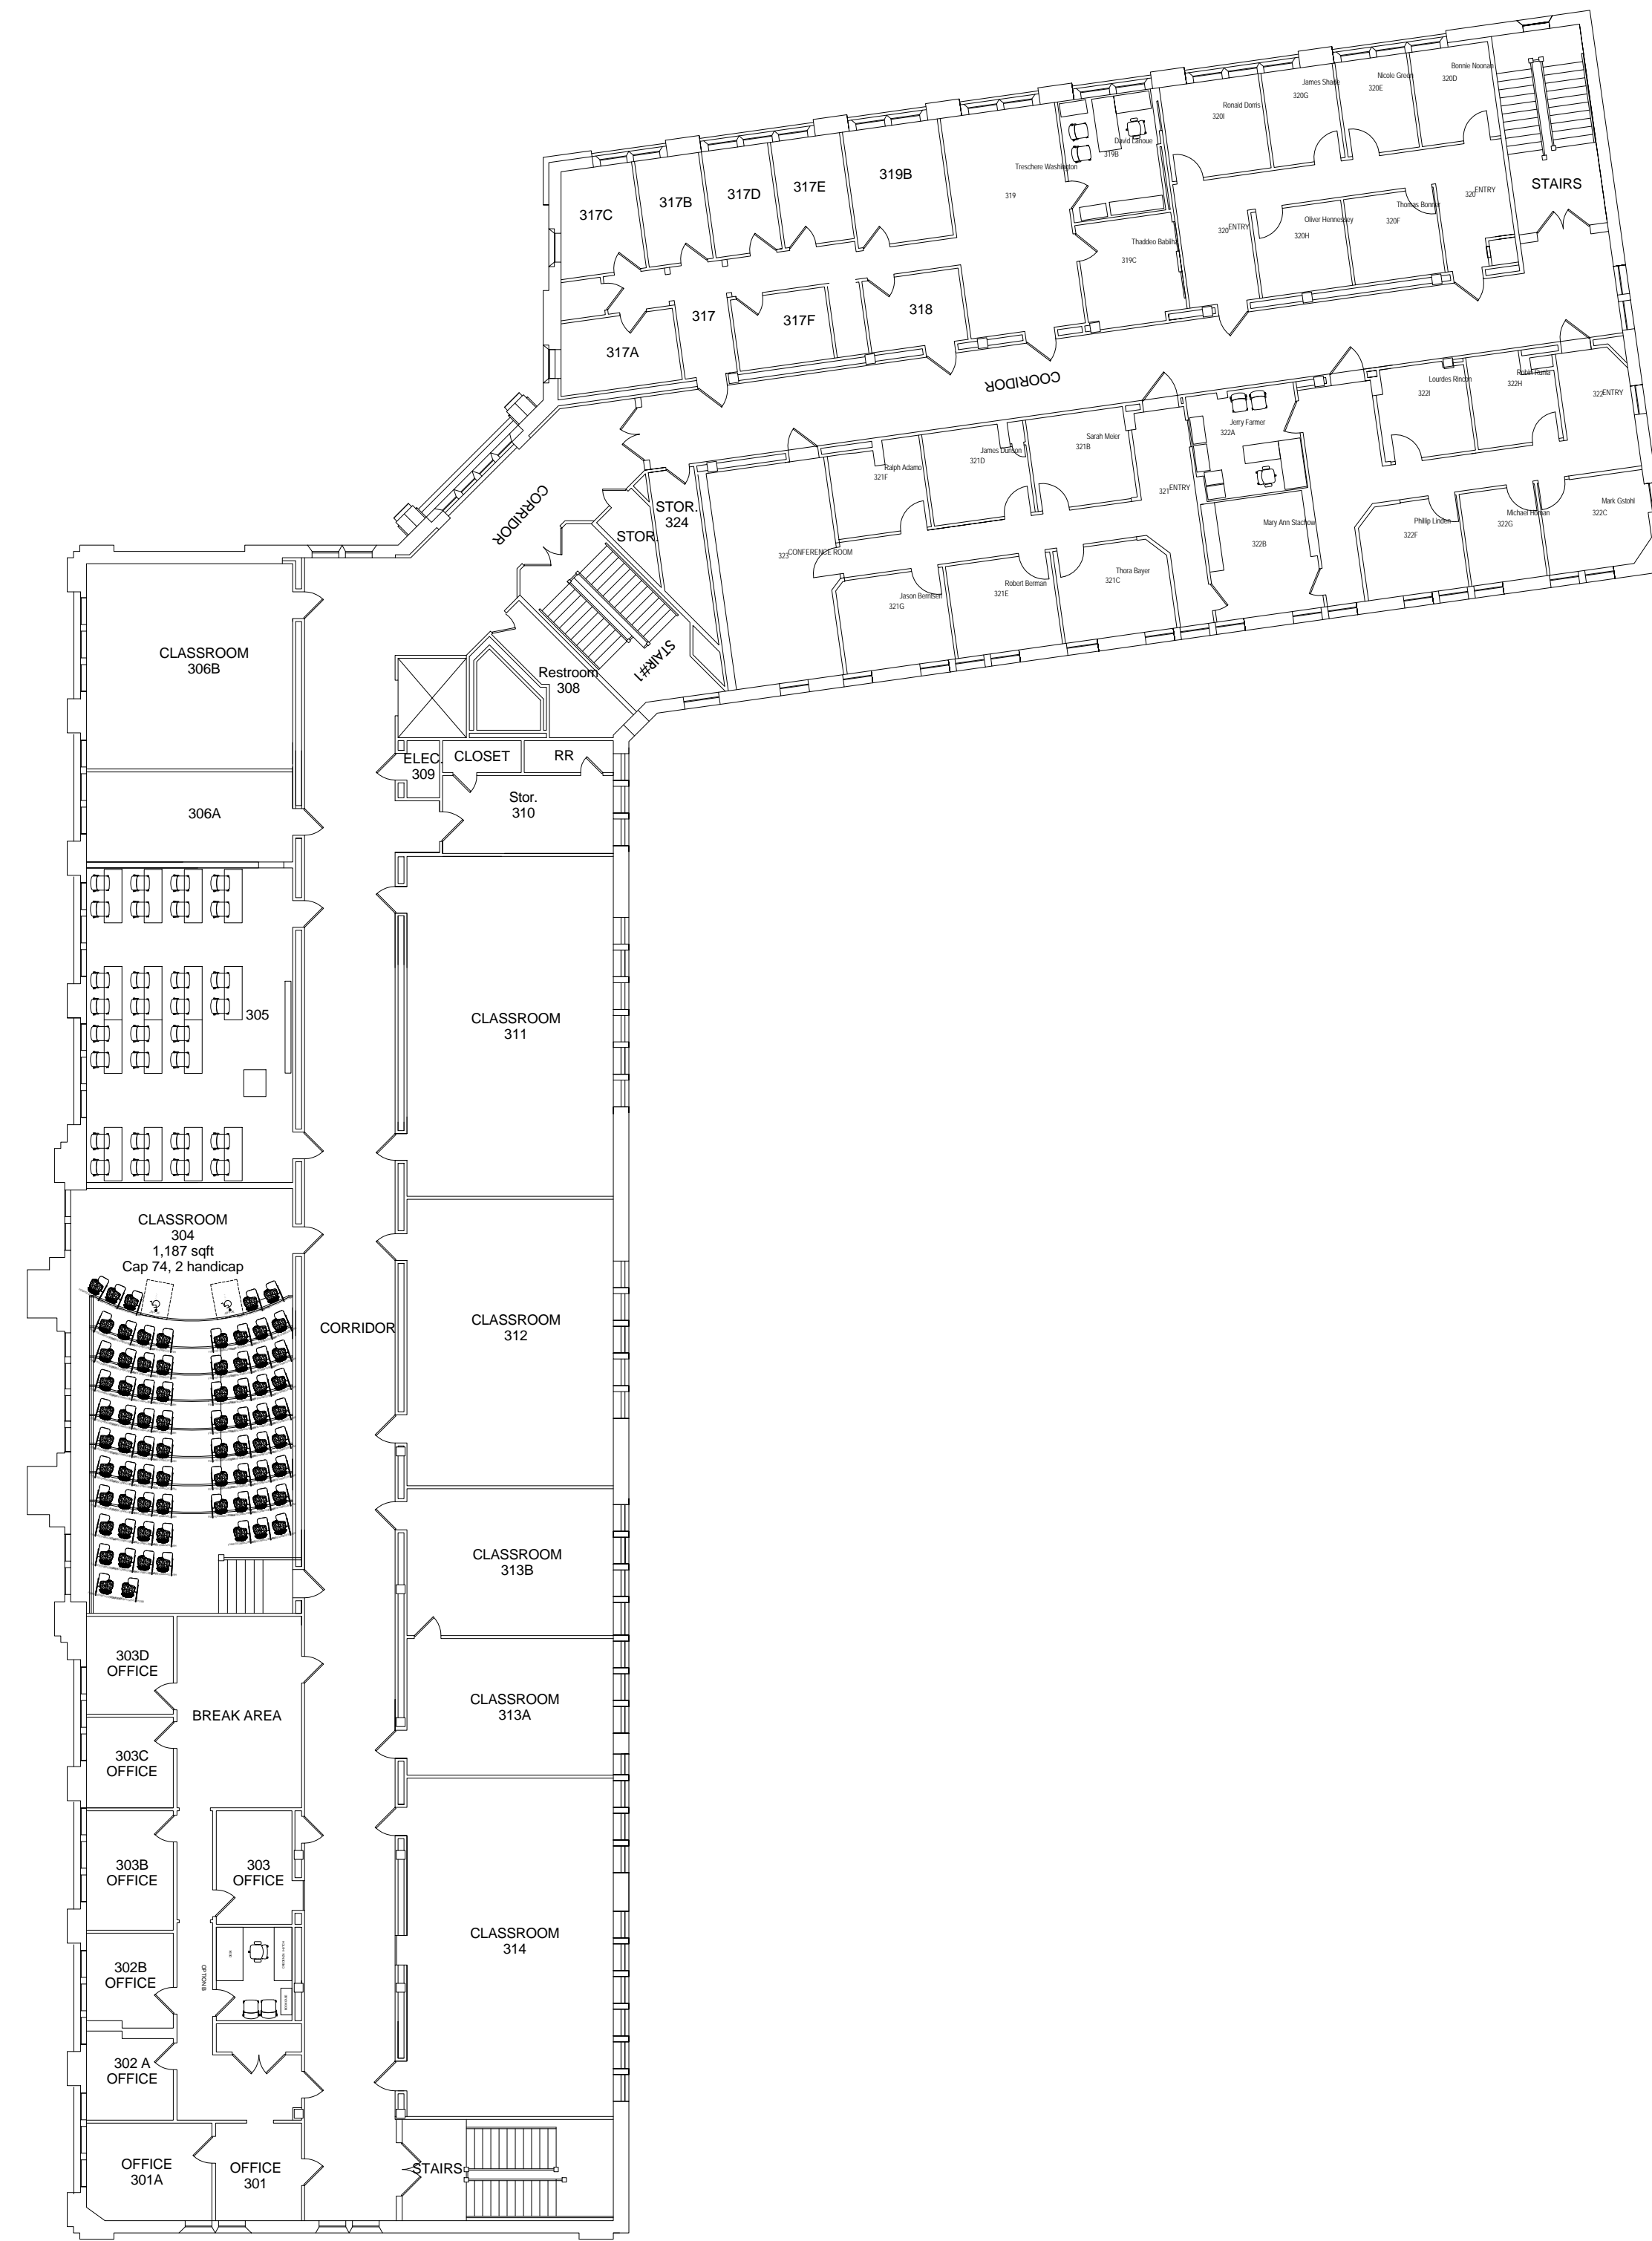 Bonnie Noonan
320D
Nicole Green
320E
James Shade
320G
Ronald Dorris
320I
David Lanoue
319B
Treschere Washington
319
STAIRS
ENTRY
320
Thomas Bonner
320F
Oliver Hennessey
320H
ENTRY
320
Thaddeo Babiiha
319C
319B
317E
317D
317B
317C
317
317F
318
317A
COORIDOR
Lourdes Rincon
322I
Robin Runia
322H
322 ENTRY
Jerry Farmer
322A
Sarah Meier
321B
James Dunson
321D
Ralph Adamo
321F
321 ENTRY
Mary Ann Stachow
322B
Phillip Linden
322F
Michael Homan
322G
Mark Gstohl
322C
323 CONFERENCE ROOM
Thora Bayer
321C
Robert Berman
321E
Jason Berntsen
321G
CORRIDOR
STOR.
324
STOR.
STAIR#1
Restroom
308
CLASSROOM
306B
ELEC.
309
CLOSET
RR
Stor.
310
306A
305
CLASSROOM
311
CLASSROOM
304
1,187 sqft
Cap 74, 2 handicap
CORRIDOR
CLASSROOM
312
CLASSROOM
313B
303D
OFFICE
BREAK AREA
CLASSROOM
313A
303C
OFFICE
303B
OFFICE
303
OFFICE
CLASSROOM
314
302B
OFFICE
OPTION B
302 A
OFFICE
OFFICE
301A
OFFICE
301
STAIRS